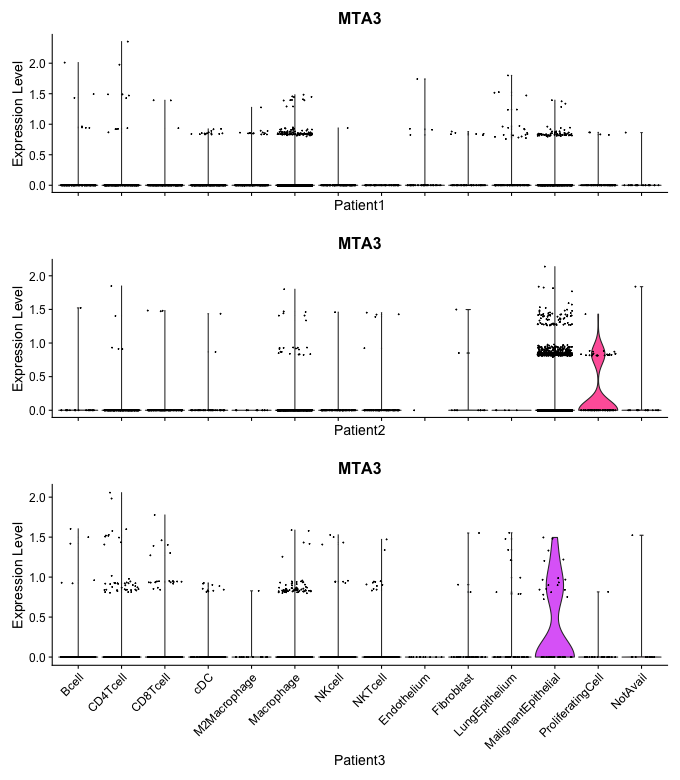 MTA3
Expression Level
2.0
1.5
1.0
0.5
0.0
Patient1
MTA3
Expression Level
2.0
1.5
1.0
0.5
0.0
Patient2
MTA3
Expression Level
2.0
1.5
1.0
0.5
0.0
Bcell
CD4Tcell
CD8Tcell
cDC
M2Macrophage
Macrophage
NKcell
NKTcell
Endothelium
Fibroblast
LungEpithelium
MalignantEpithelial
ProliferatingCell
NotAvail
Patient3